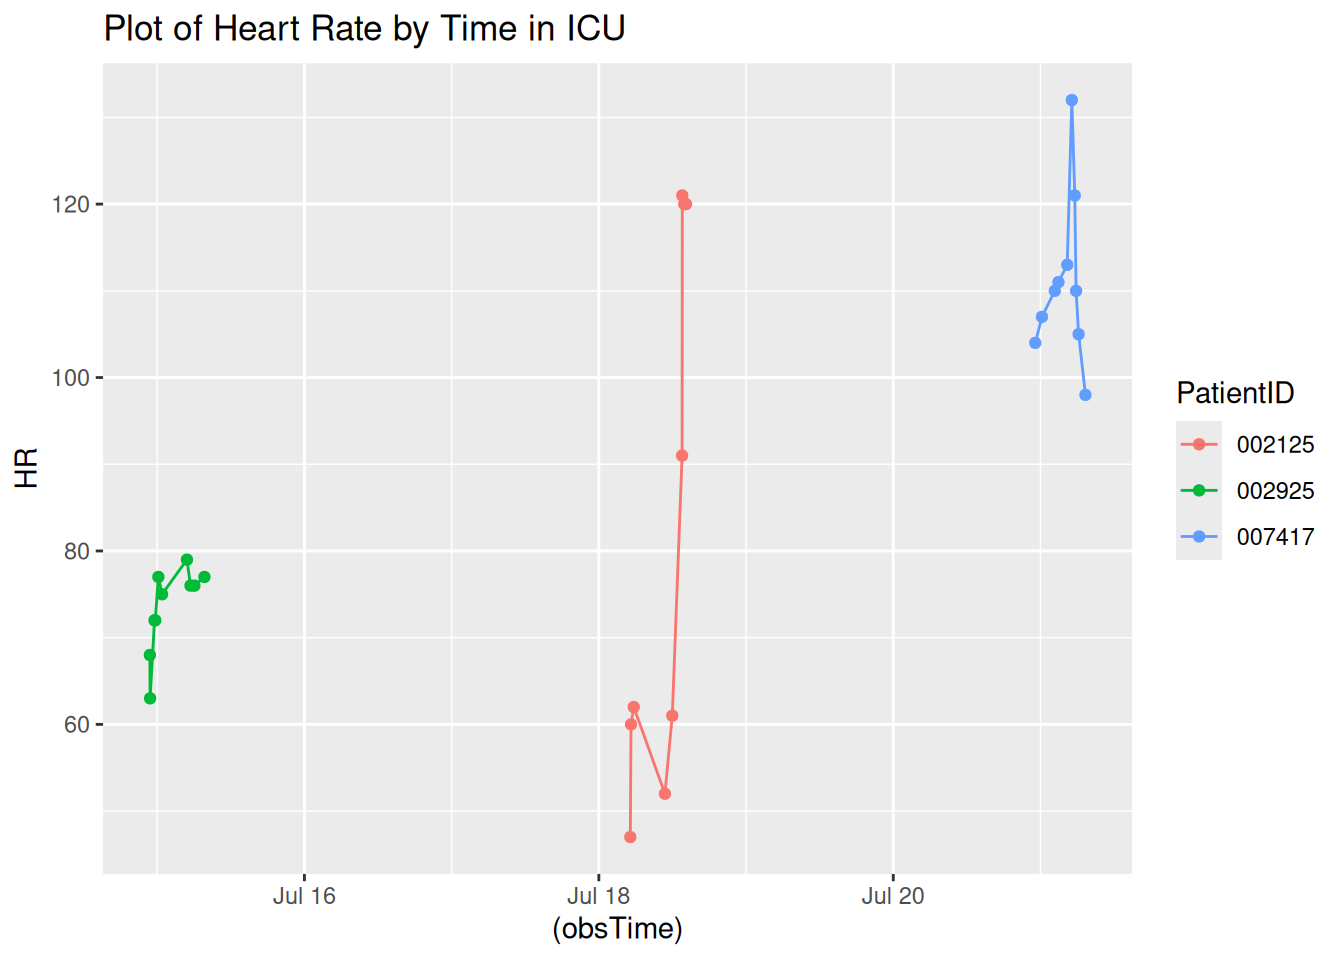 Plot of Heart Rate by Time in ICU
120
100
80
60
HR
Jul 16
Jul 18
Jul 20
(obsTime)
PatientID
002125
002925
007417